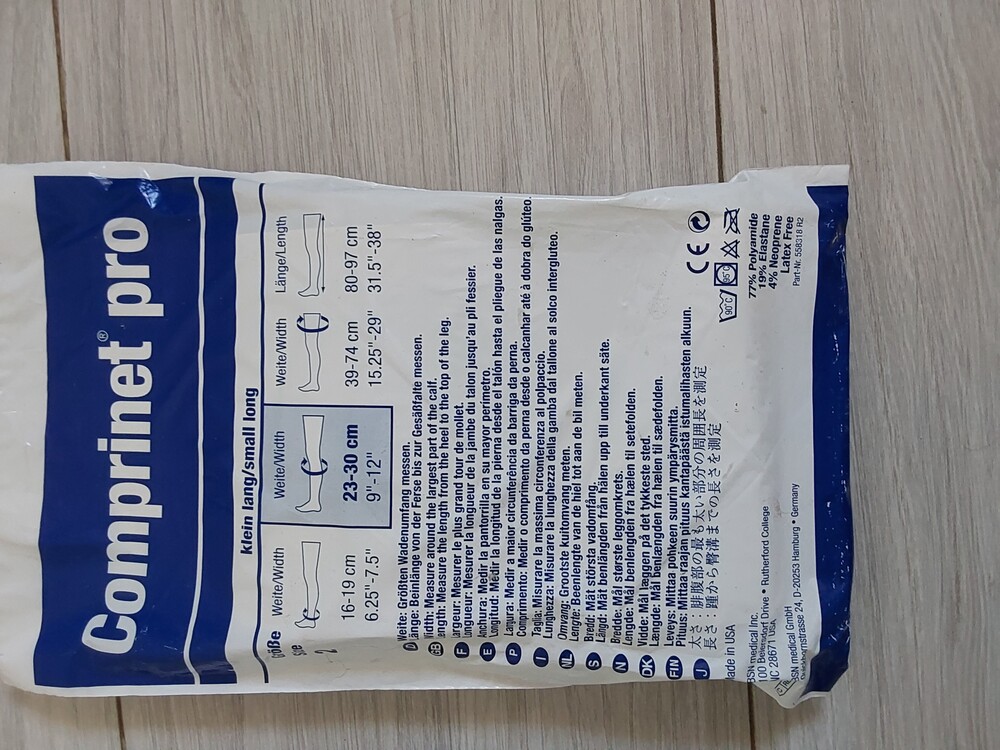 Comprinet® pro
klein lang/small long
Größe
Size
Weite/Width
Weite/Width
Weite/Width
Länge/Length
2
16-19 cm
23-30 cm
39-74 cm
80-97 cm
6.25"-7.5"
9"-12"
15.25"-29"
31.5"-38"
D Weite: Größten Wadenumfang messen.
Länge: Beinlänge von der Ferse bis zur Gesäßfalte messen.
GB Width: Measure around the largest part of the calf.
Length: Measure the length from the heel to the top of the leg.
F Largeur: Mesurer le plus grand tour de mollet.
Longueur: Mesurer la longueur de la jambe du talon jusqu'au pli fessier.
E Anchura: Medir la pantorrilla en su mayor perímetro.
Longitud: Medir la longitud de la pierna desde el talón hasta el pliegue de las nalgas.
P Largura: Medir a maior circunferência da barriga da perna.
Comprimento: Medir o comprimento da perna desde o calcanhar até à dobra do glúteo.
I Taglia: Misurare la massima circonferenza al polpaccio.
Lunghezza: Misurare la lunghezza della gamba dal tallone al solco intergluteo.
NL Omvang: Grootste kuitomvang meten.
Lengte: Beenlengte van de hiel tot aan de bil meten.
S Bredd: Mät största vadomfång.
Längd: Mät benlängden från hälen upp till underkant säte.
N Bredde: Mål største leggomkrets.
Lengde: Mål benlengden fra hælen til setefolden.
DK Vidde: Mål læggen på det tykkeste sted.
Længde: Mål benlængden fra hælen til sædefolden.
FIN Leveys: Mittaa pohkeen suurin ympärysmitta.
Pituus: Mittaa raajan pituus kantapäästä istumalihasten alkuun.
J 太さ：腓腹部の最も太い部分の周囲長を測定
長さ：踵から臀溝までの長さを測定
Made in USA
BSN medical Inc.
100 Beiersdorf Drive • Rutherford College
NC 28671 USA
BSN medical GmbH
Quickbornstrasse 24, D-20253 Hamburg • Germany
CE
90°C
95°C
77% Polyamide
19% Elastane
4% Neoprene
Latex Free
Part-Nr. 558318 R2